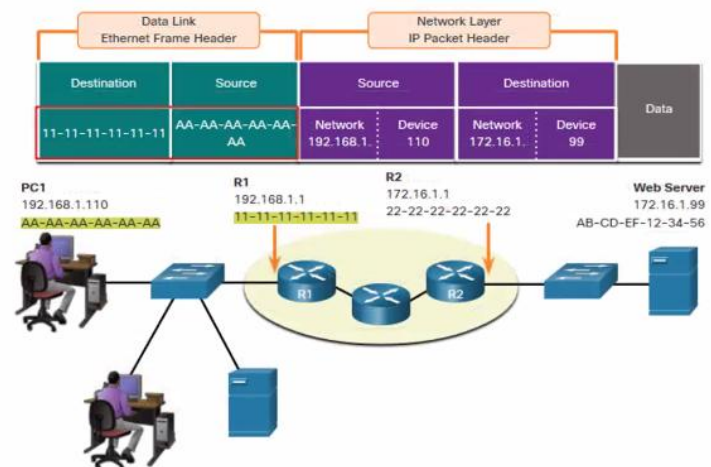 Data Link
Ethernet Frame Header
Network Layer
IP Packet Header
Destination
Source
Source
Destination
Data
11-11-11-11-11-11
AA-AA-AA-AA-AA-
AA
Network
192.168.1.
Device
110
Network
172.16.1.
Device
99
PC1
192.168.1.110
AA-AA-AA-AA-AA-AA
R1
192.168.1.1
11-11-11-11-11-11
R2
172.16.1.1
22-22-22-22-22-22
Web Server
172.16.1.99
AB-CD-EF-12-34-56
R1
R2